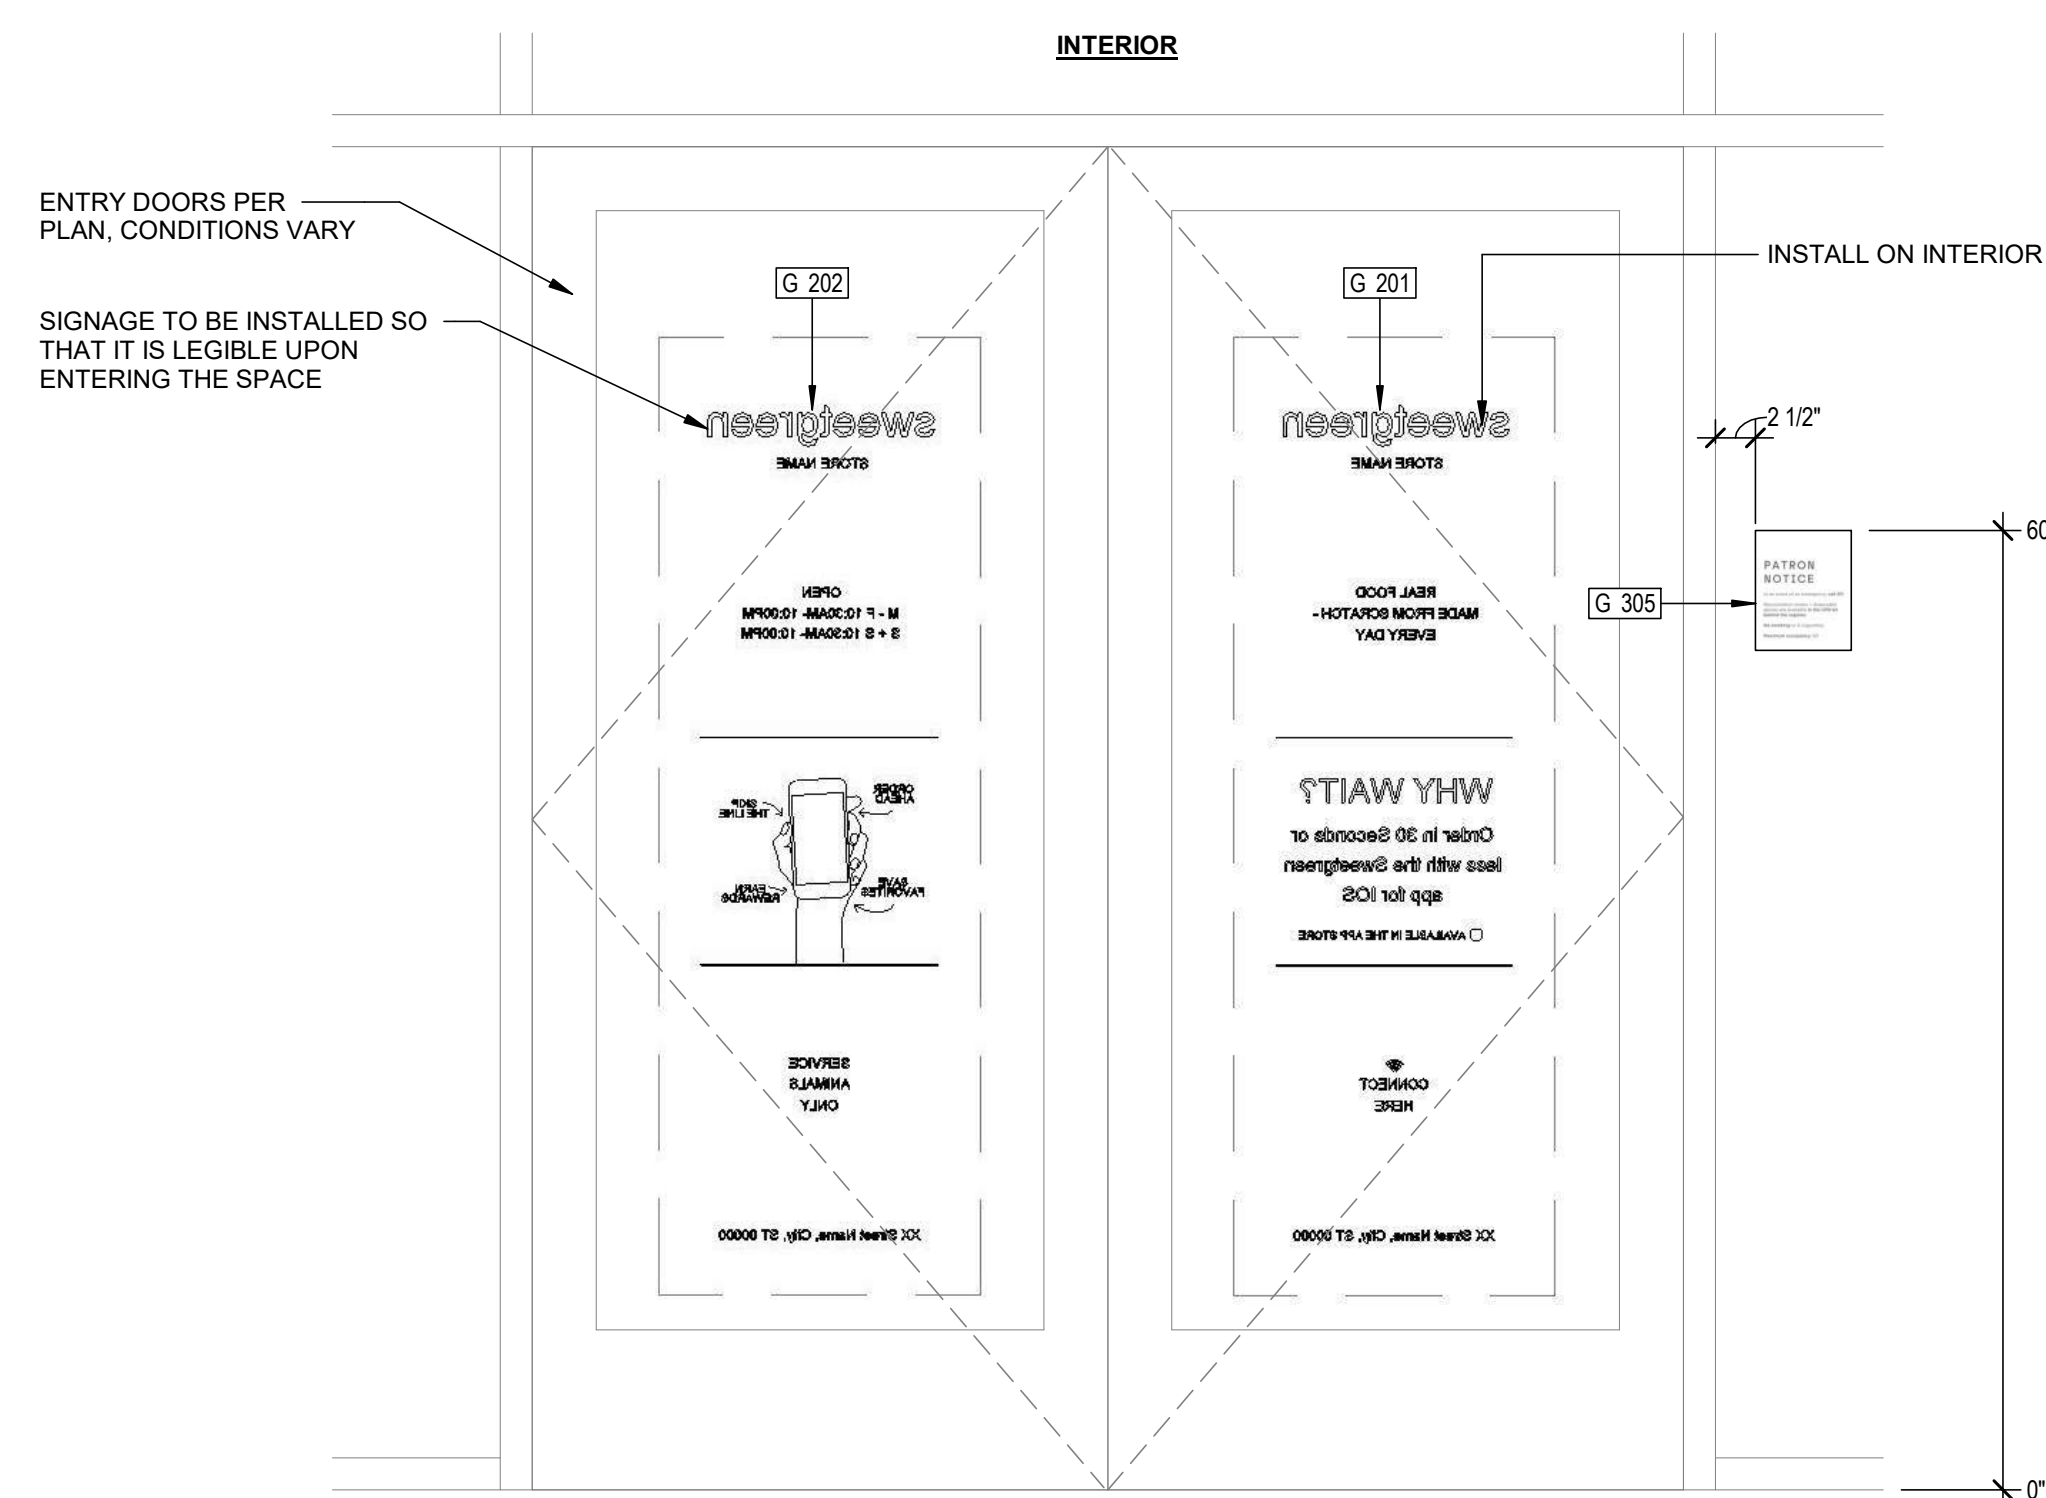 INTERIOR
ENTRY DOORS PER
PLAN, CONDITIONS VARY
SIGNAGE TO BE INSTALLED SO
THAT IT IS LEGIBLE UPON
ENTERING THE SPACE
G 202
sweetgreen
STORE NAME
OPEN
M - F 10:30AM- 10:00PM
S + S 10:30AM- 10:00PM
ORDER
AHEAD
SKIP
THE LINE
SAVE
FAVORITES
EARN
REWARDS
SERVICE
ANIMALS
ONLY
XX Street Name, City, ST 00000
G 201
INSTALL ON INTERIOR
sweetgreen
STORE NAME
REAL FOOD
MADE FROM SCRATCH -
EVERY DAY
WHY WAIT?
Order in 30 Seconds or
less with the Sweetgreen
app for iOS
AVAILABLE IN THE APP STORE
CONNECT
HERE
XX Street Name, City, ST 00000
2 1/2"
G 305
PATRON
NOTICE
60
0"